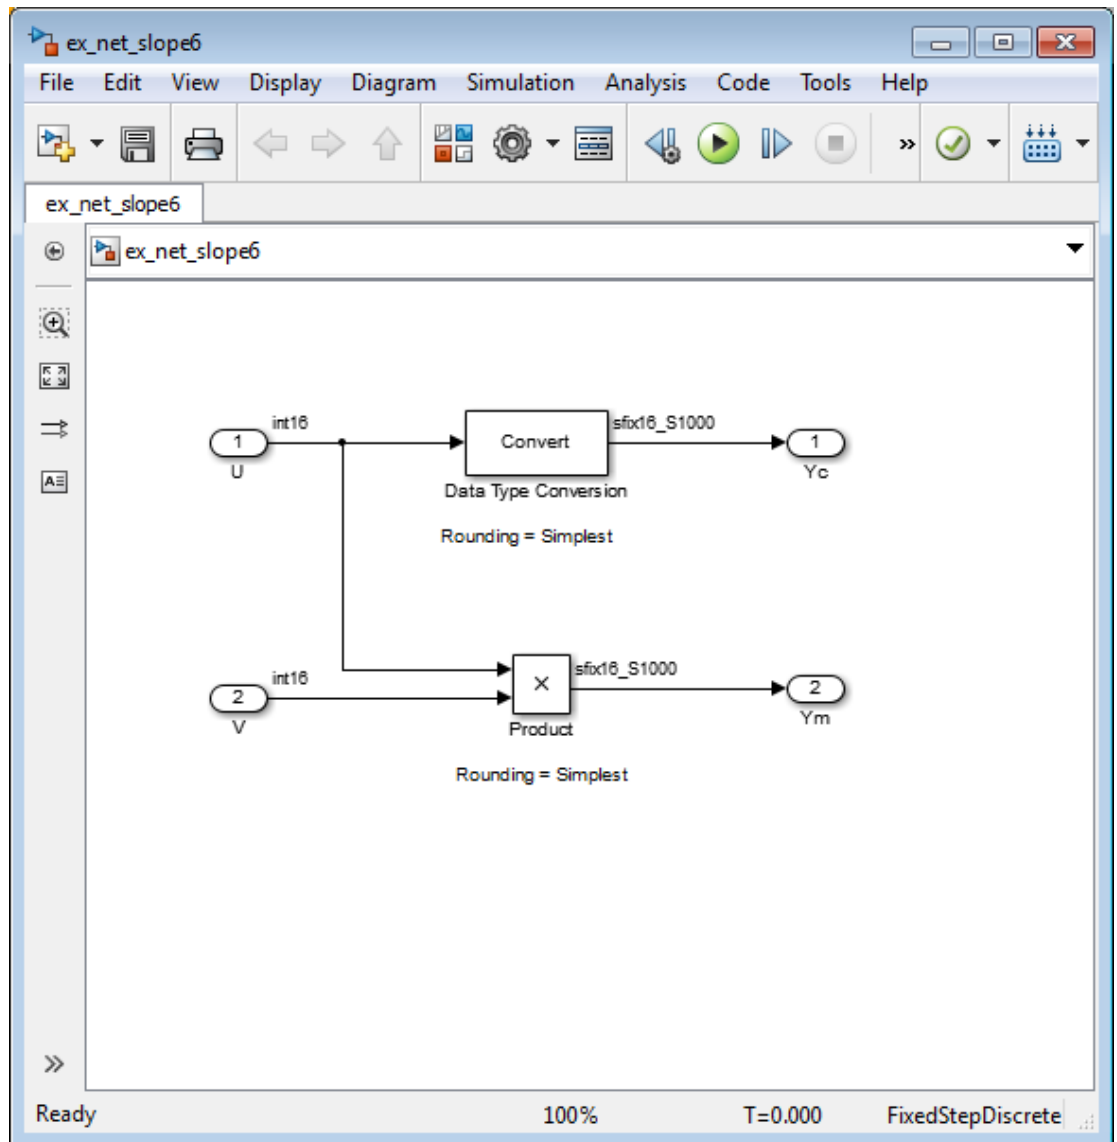 ex_net_slope6
File Edit View Display Diagram Simulation Analysis Code Tools Help
ex_net_slope6
ex_net_slope6
int16
1
U
Convert
Data Type Conversion
sfix16_S1000
1
Yc
Rounding = Simplest
int16
2
V
×
Product
sfix16_S1000
2
Ym
Rounding = Simplest
Ready 100% T=0.000 FixedStepDiscrete